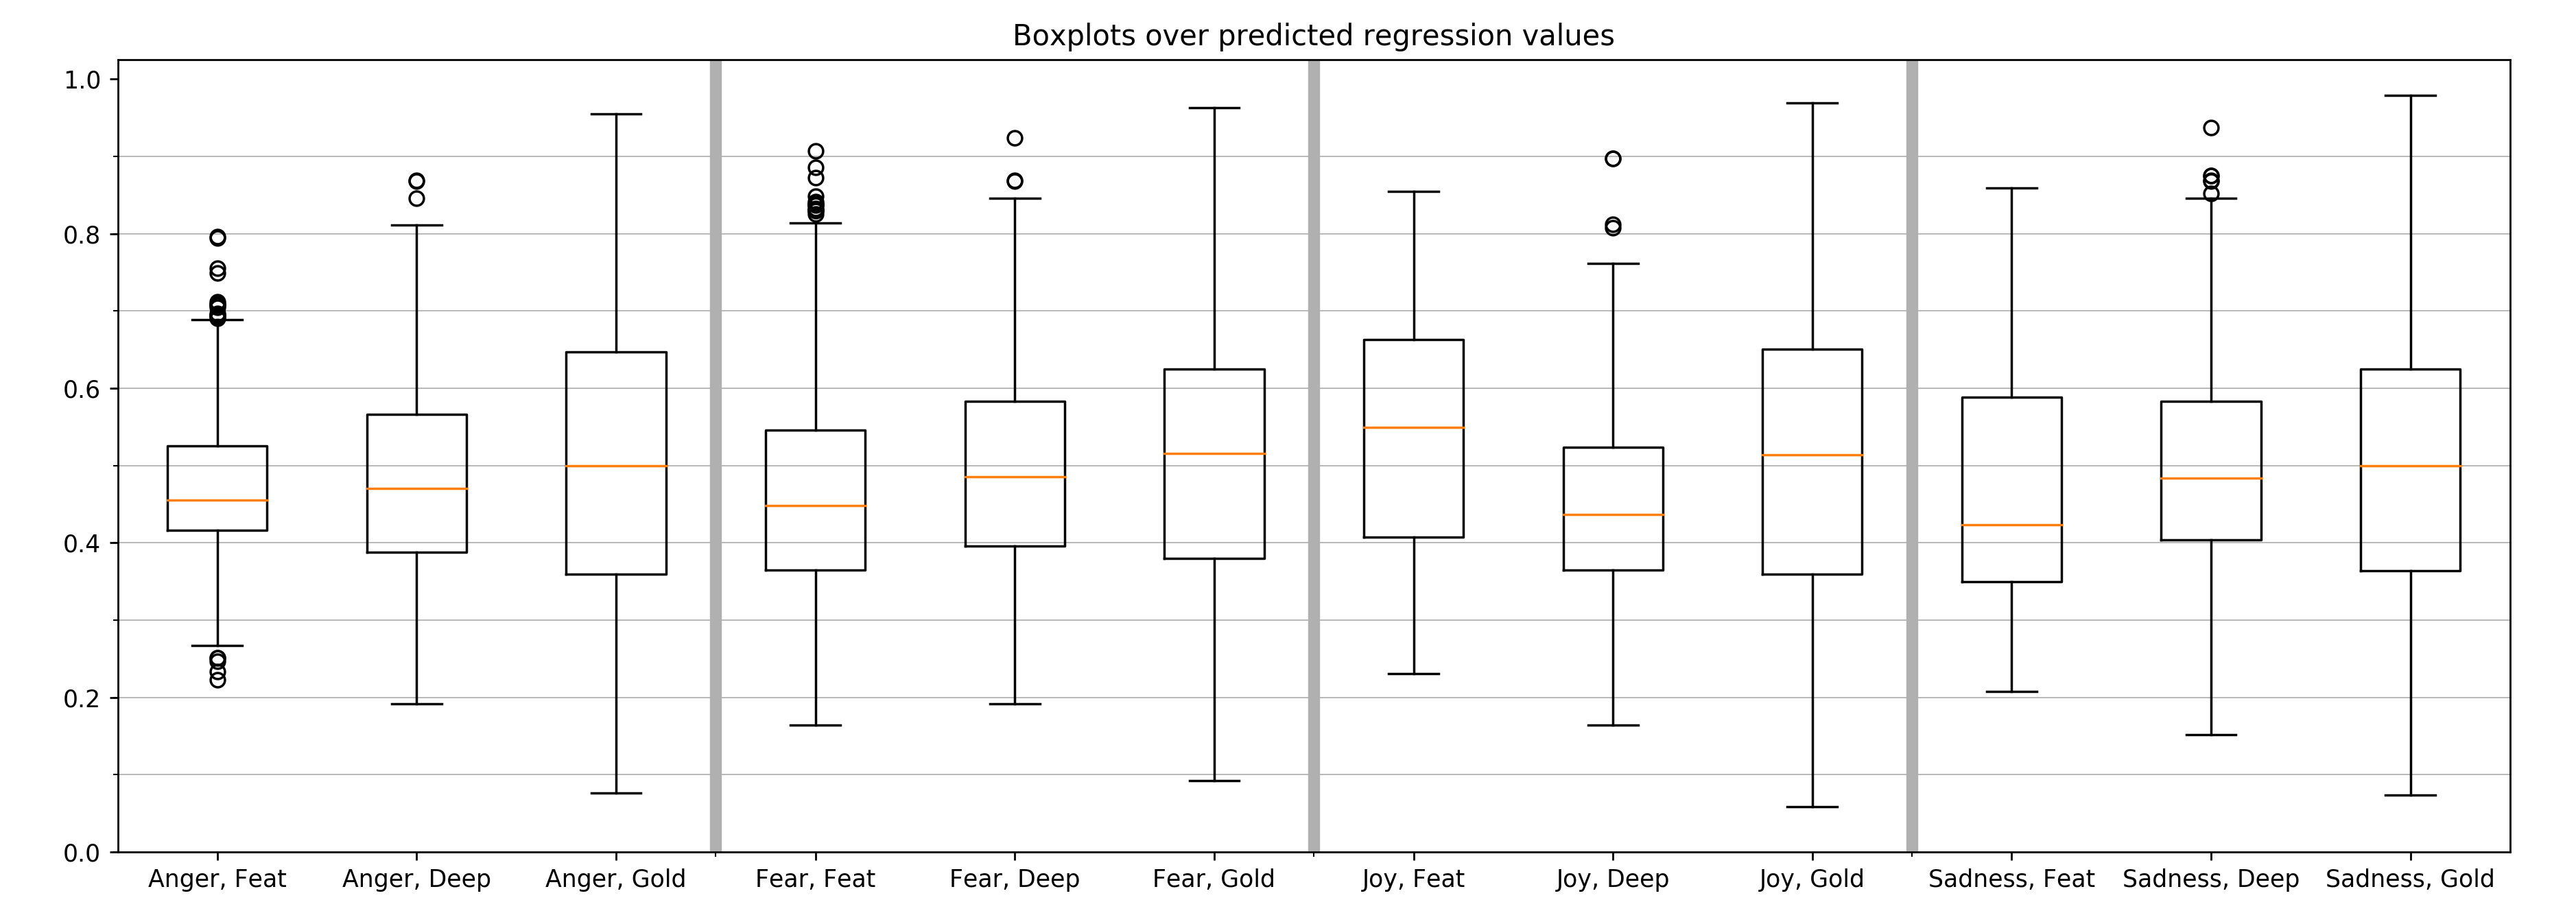 Boxplots over predicted regression values
1.0
0.8
0.6
0.4
0.2
0.0
Anger, Feat
Anger, Deep
Anger, Gold
Fear, Feat
Fear, Deep
Fear, Gold
Joy, Feat
Joy, Deep
Joy, Gold
Sadness, Feat
Sadness, Deep
Sadness, Gold